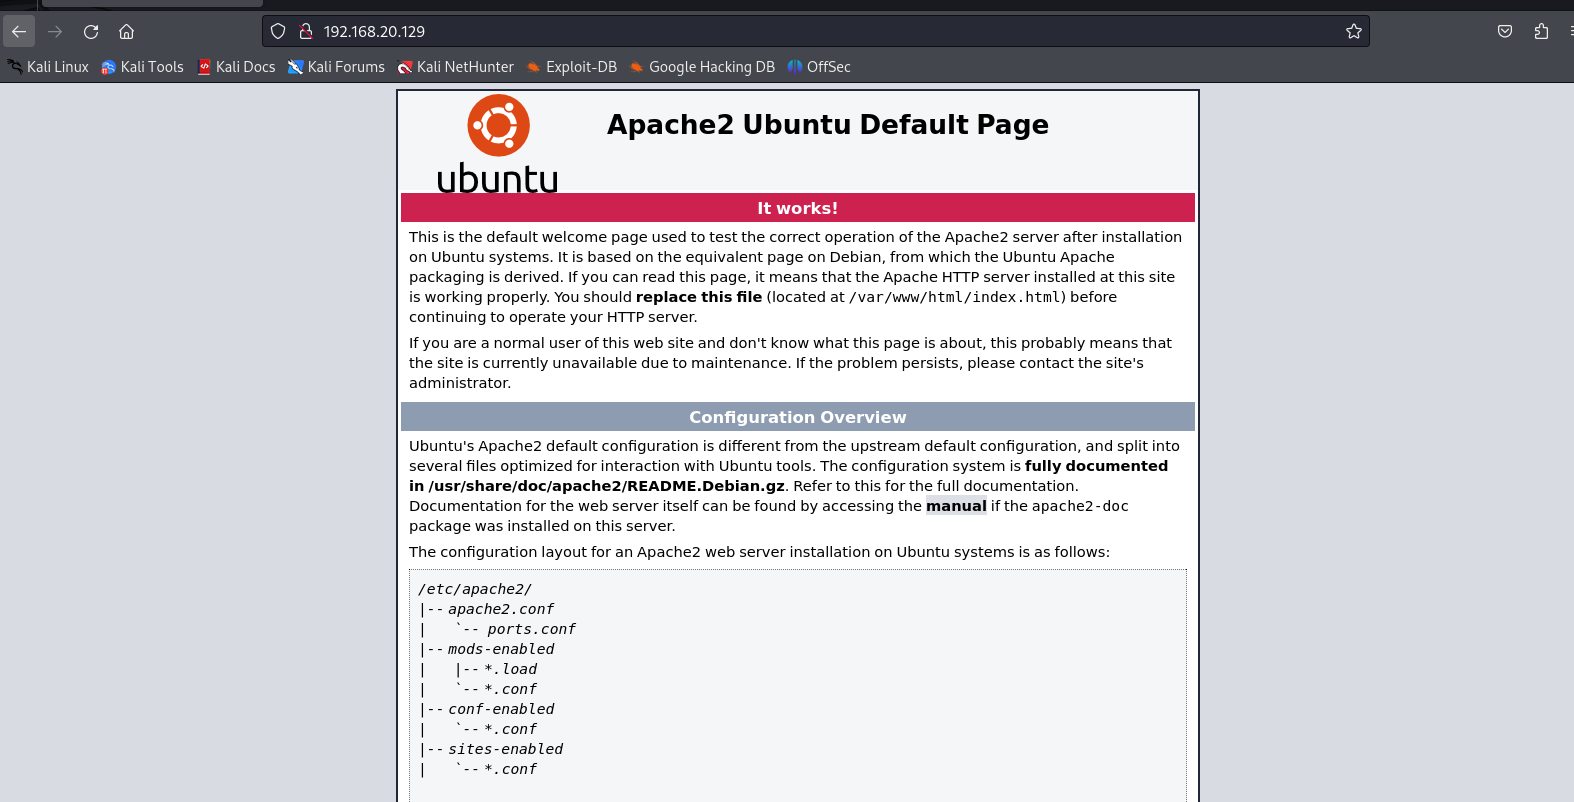 192.168.20.129
Kali Linux Kali Tools Kali Docs Kali Forums Kali NetHunter Exploit-DB Google Hacking DB OffSec
ubuntu
Apache2 Ubuntu Default Page
It works!
This is the default welcome page used to test the correct operation of the Apache2 server after installation
on Ubuntu systems. It is based on the equivalent page on Debian, from which the Ubuntu Apache
packaging is derived. If you can read this page, it means that the Apache HTTP server installed at this site
is working properly. You should replace this file (located at /var/www/html/index.html) before
continuing to operate your HTTP server.
If you are a normal user of this web site and don't know what this page is about, this probably means that
the site is currently unavailable due to maintenance. If the problem persists, please contact the site's
administrator.
Configuration Overview
Ubuntu's Apache2 default configuration is different from the upstream default configuration, and split into
several files optimized for interaction with Ubuntu tools. The configuration system is fully documented
in /usr/share/doc/apache2/README.Debian.gz. Refer to this for the full documentation.
Documentation for the web server itself can be found by accessing the manual if the apache2-doc
package was installed on this server.
The configuration layout for an Apache2 web server installation on Ubuntu systems is as follows:
/etc/apache2/
|-- apache2.conf
|   `-- ports.conf
|-- mods-enabled
|   |-- *.load
|   `-- *.conf
|-- conf-enabled
|   `-- *.conf
|-- sites-enabled
|   `-- *.conf